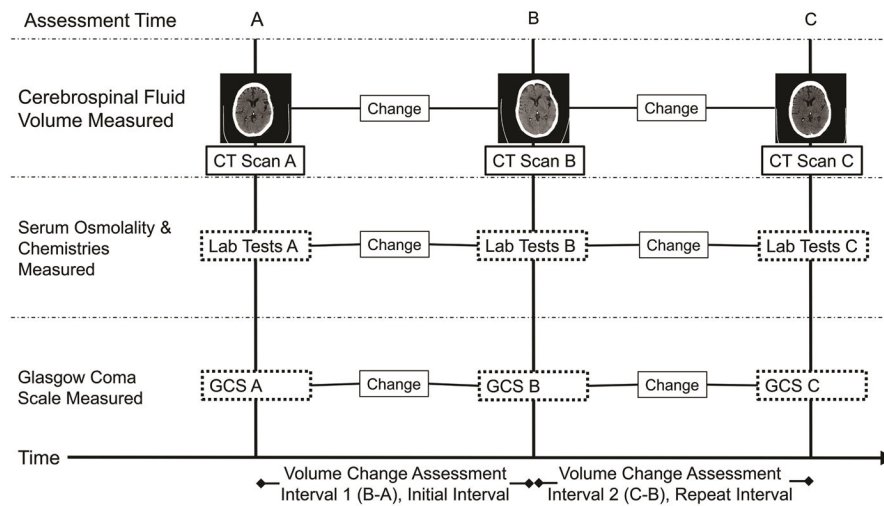 Assessment Time
A
B
C
Cerebrospinal Fluid
Volume Measured
Change
Change
CT Scan A
CT Scan B
CT Scan C
Serum Osmolality &
Chemistries
Measured
Lab Tests A
Change
Lab Tests B
Change
Lab Tests C
Glasgow Coma
Scale Measured
GCS A
Change
GCS B
Change
GCS C
Time
Volume Change Assessment
Interval 1 (B-A), Initial Interval
Volume Change Assessment
Interval 2 (C-B), Repeat Interval